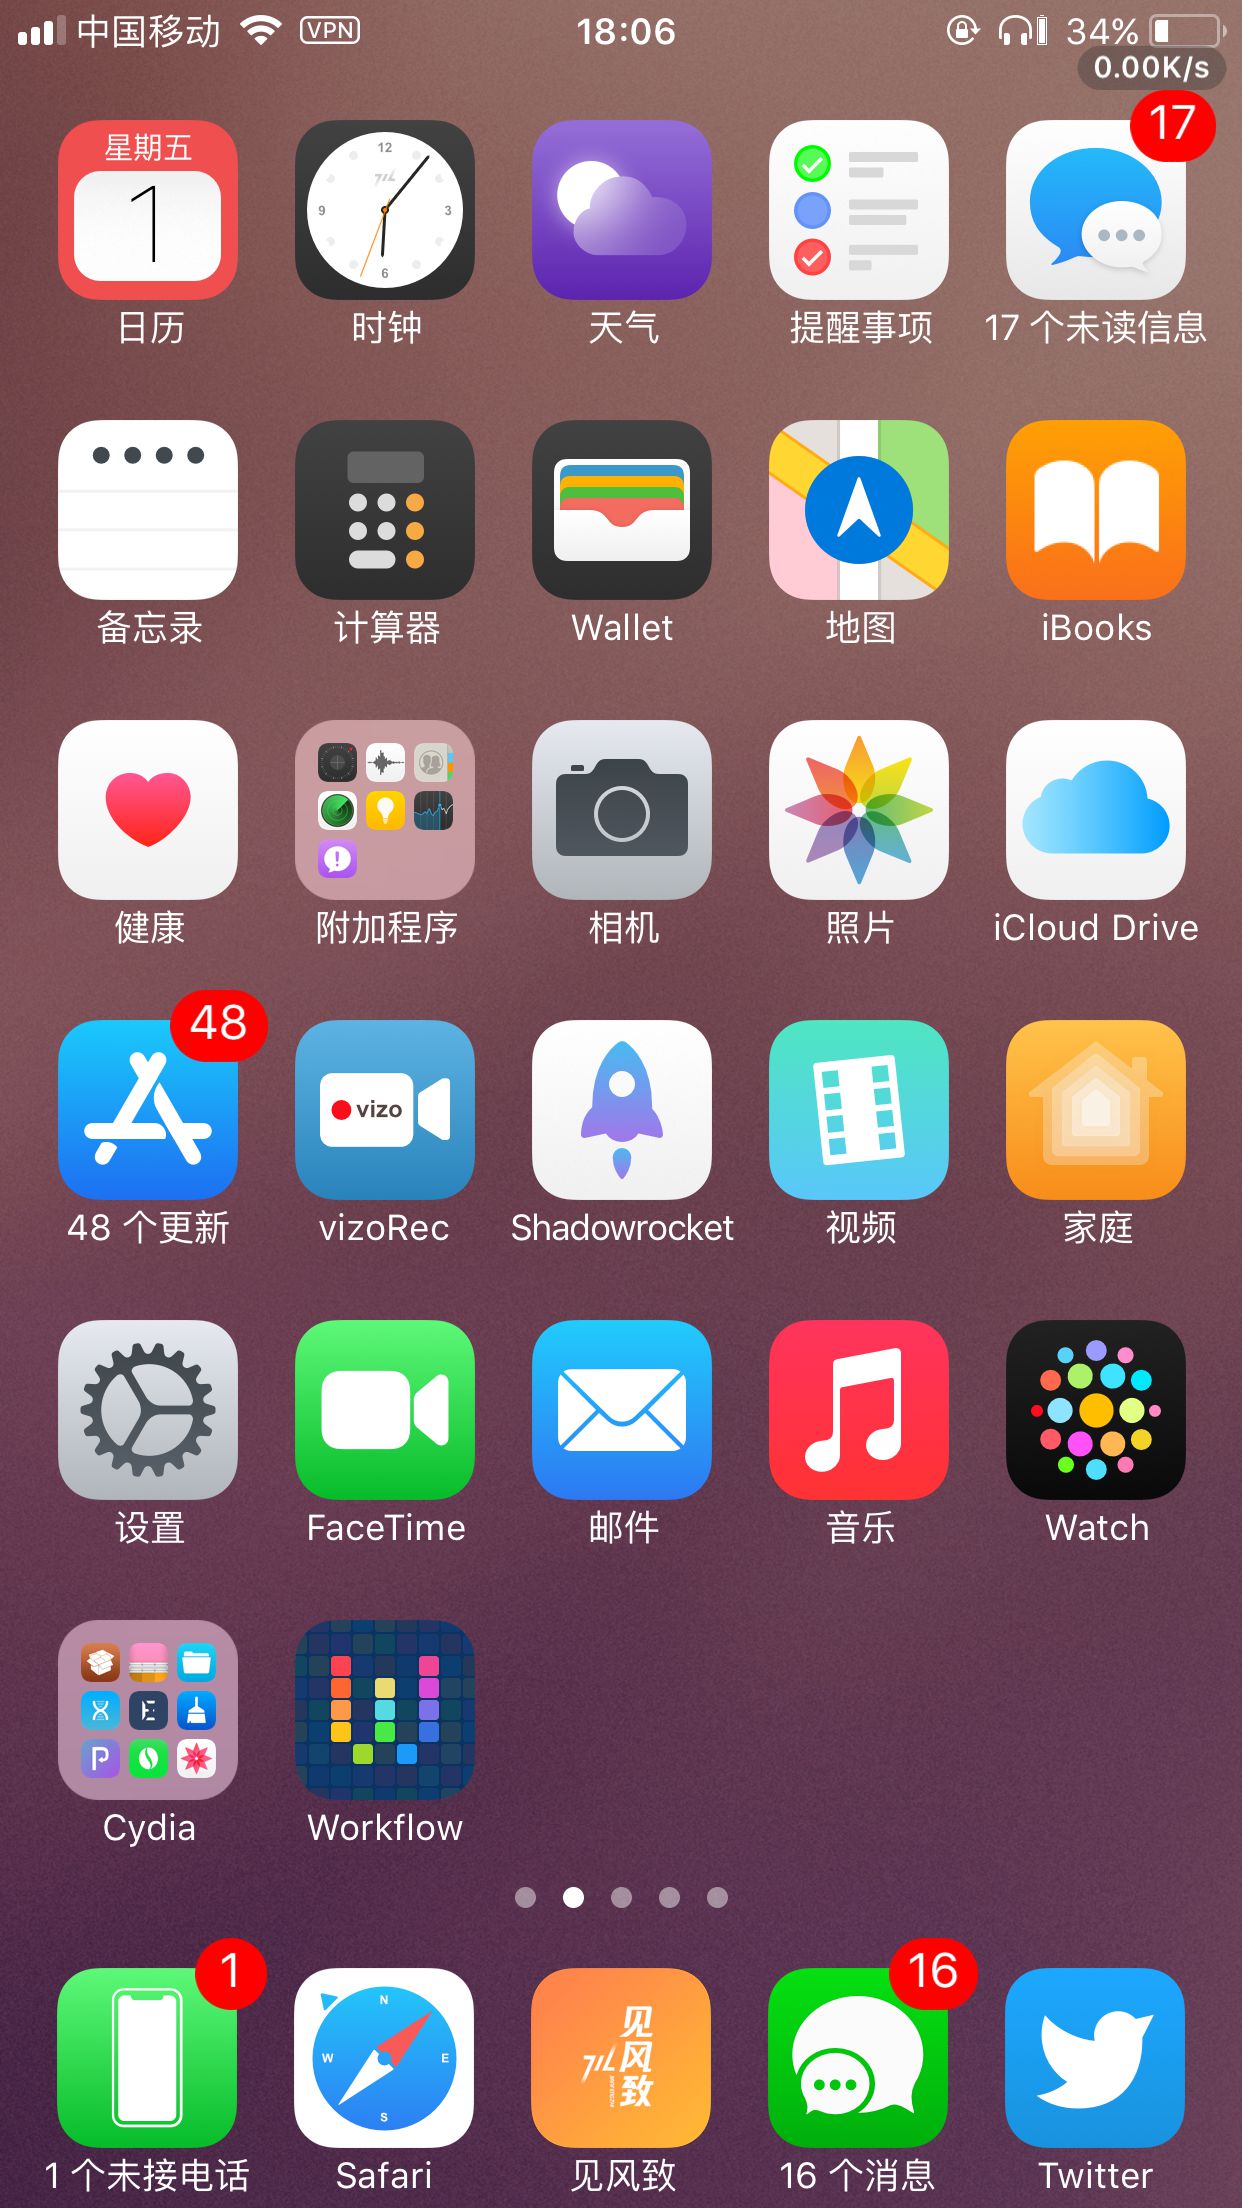 中国移动 VPN 18:06 34%
0.00K/s
17
星期五
1
12
9 3
6
日历 时钟 天气 提醒事项 17 个未读信息
备忘录 计算器 Wallet 地图 iBooks
健康 附加程序 相机 照片 iCloud Drive
48
vizo
48 个更新 vizoRec Shadowrocket 视频 家庭
设置 FaceTime 邮件 音乐 Watch
Cydia Workflow
1 16
N
W E
S
见
风
致
1 个未接电话 Safari 见风致 16 个消息 Twitter